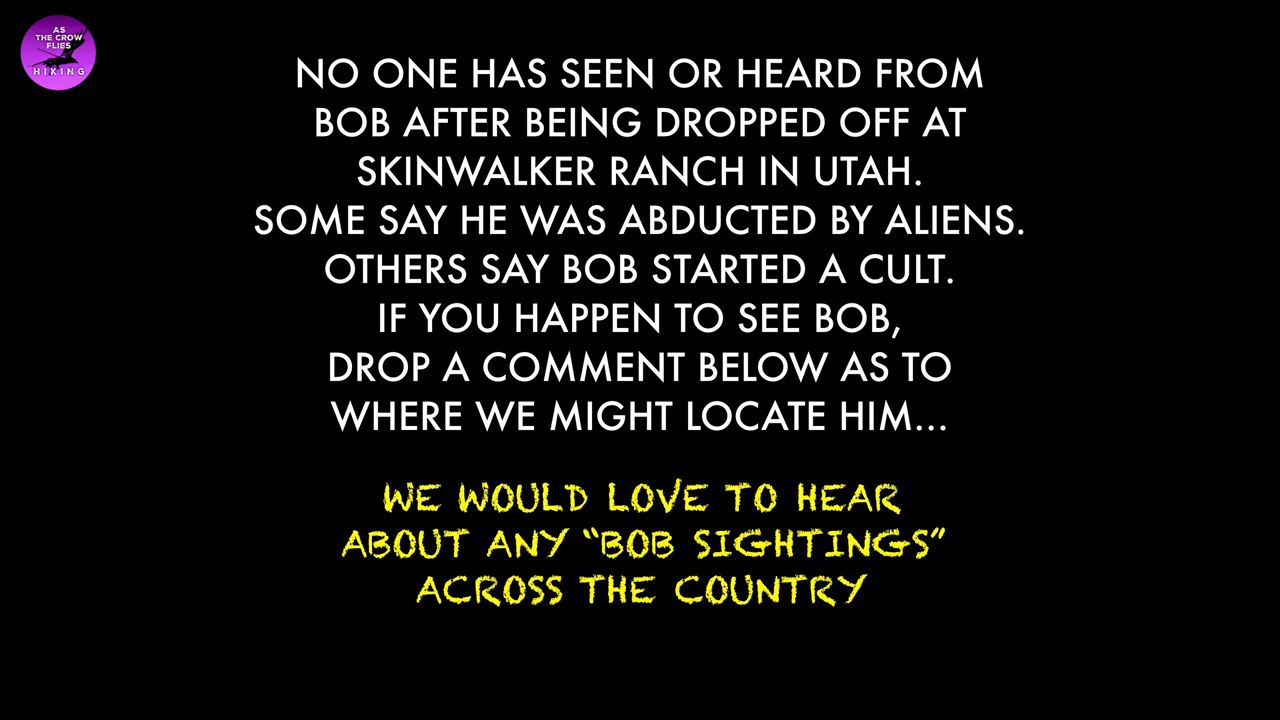 AS
THE CROW
FLIES
HIKING
NO ONE HAS SEEN OR HEARD FROM
BOB AFTER BEING DROPPED OFF AT
SKINWALKER RANCH IN UTAH.
SOME SAY HE WAS ABDUCTED BY ALIENS.
OTHERS SAY BOB STARTED A CULT.
IF YOU HAPPEN TO SEE BOB,
DROP A COMMENT BELOW AS TO
WHERE WE MIGHT LOCATE HIM...
WE WOULD LOVE TO HEAR
ABOUT ANY “BOB SIGHTINGS”
ACROSS THE COUNTRY